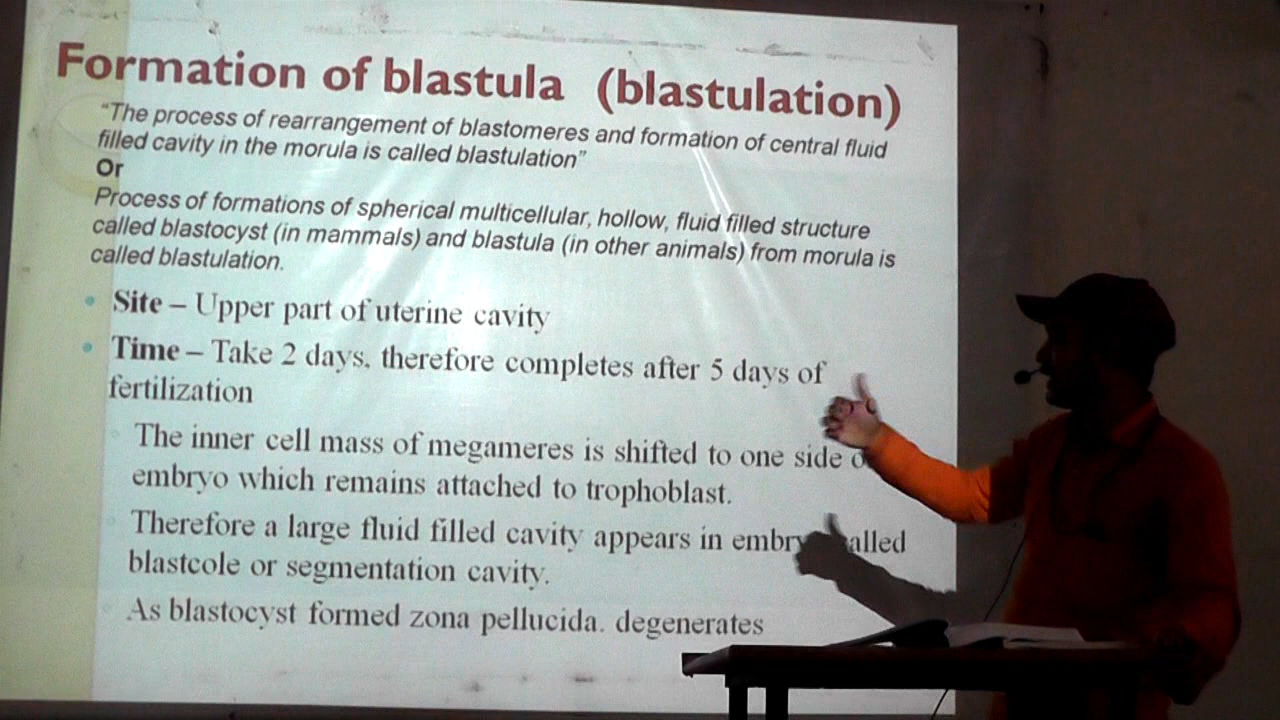 Formation of blastula (blastulation)
“The process of rearrangement of blastomeres and formation of central fluid
filled cavity in the morula is called blastulation”
Or
Process of formations of spherical multicellular, hollow, fluid filled structure
called blastocyst (in mammals) and blastula (in other animals) from morula is
called blastulation.
Site – Upper part of uterine cavity
Time – Take 2 days, therefore completes after 5 days of
fertilization
The inner cell mass of megameres is shifted to one side
embryo which remains attached to trophoblast.
Therefore a large fluid filled cavity appears in
blastcole or segmentation cavity.
As blastocyst formed zona pellucida. degenerates